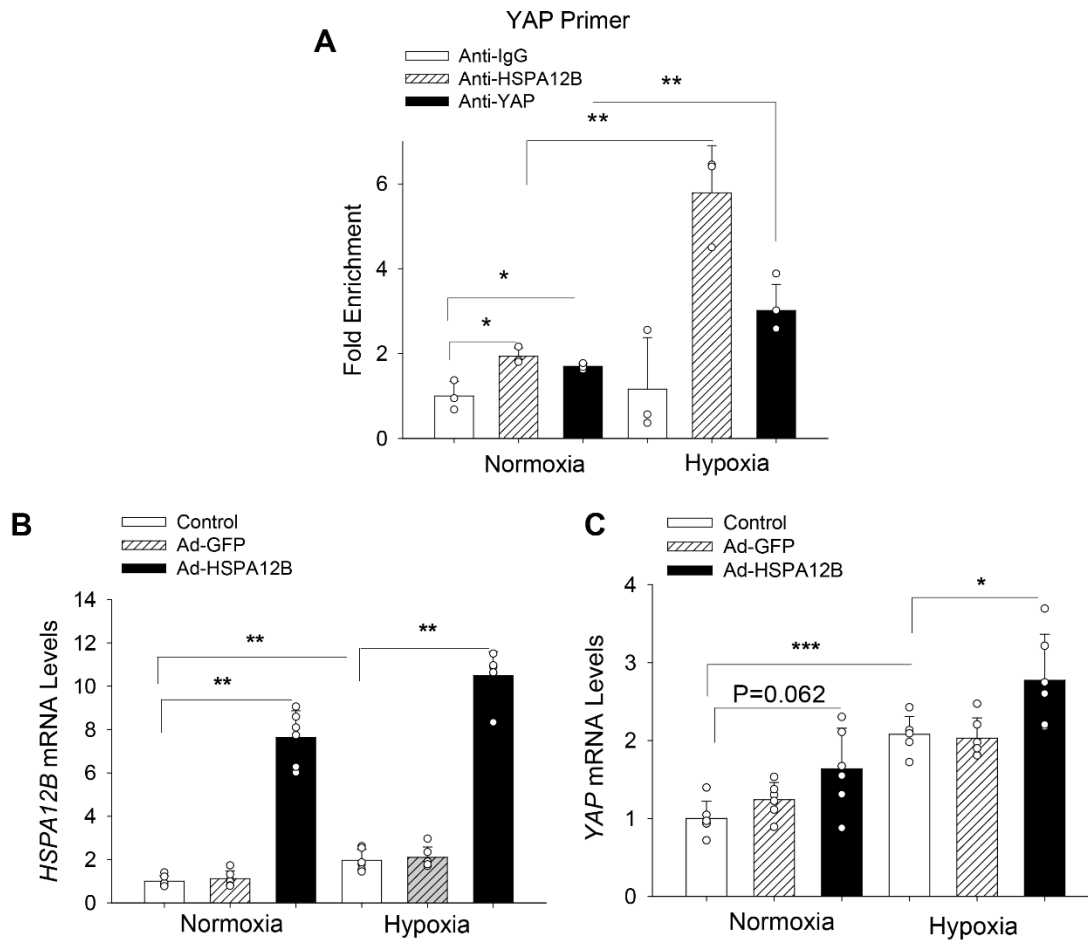 YAP Primer
A
Anti-IgG
Anti-HSPA12B
Anti-YAP
**
**
*
*
Fold Enrichment
6
4
2
0
Normoxia
Hypoxia
B
Control
Ad-GFP
Ad-HSPA12B
HSPA12B mRNA Levels
14
12
10
8
6
4
2
0
**
**
**
Normoxia
Hypoxia
C
Control
Ad-GFP
Ad-HSPA12B
YAP mRNA Levels
4
3
2
1
0
*
***
P=0.062
Normoxia
Hypoxia